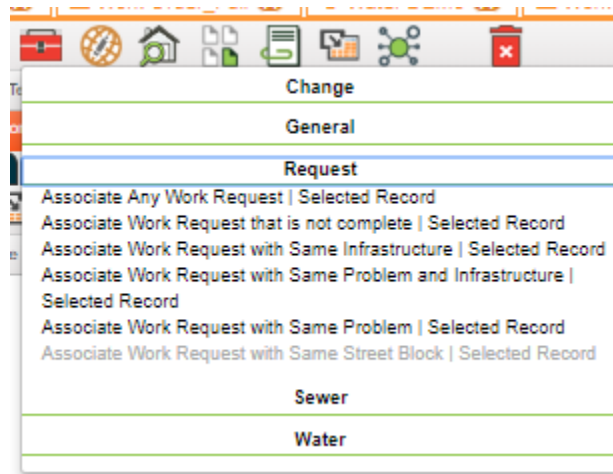 Change
General
Request
Associate Any Work Request | Selected Record
Associate Work Request that is not complete | Selected Record
Associate Work Request with Same Infrastructure | Selected Record
Associate Work Request with Same Problem and Infrastructure |
Selected Record
Associate Work Request with Same Problem | Selected Record
Associate Work Request with Same Street Block | Selected Record
Sewer
Water